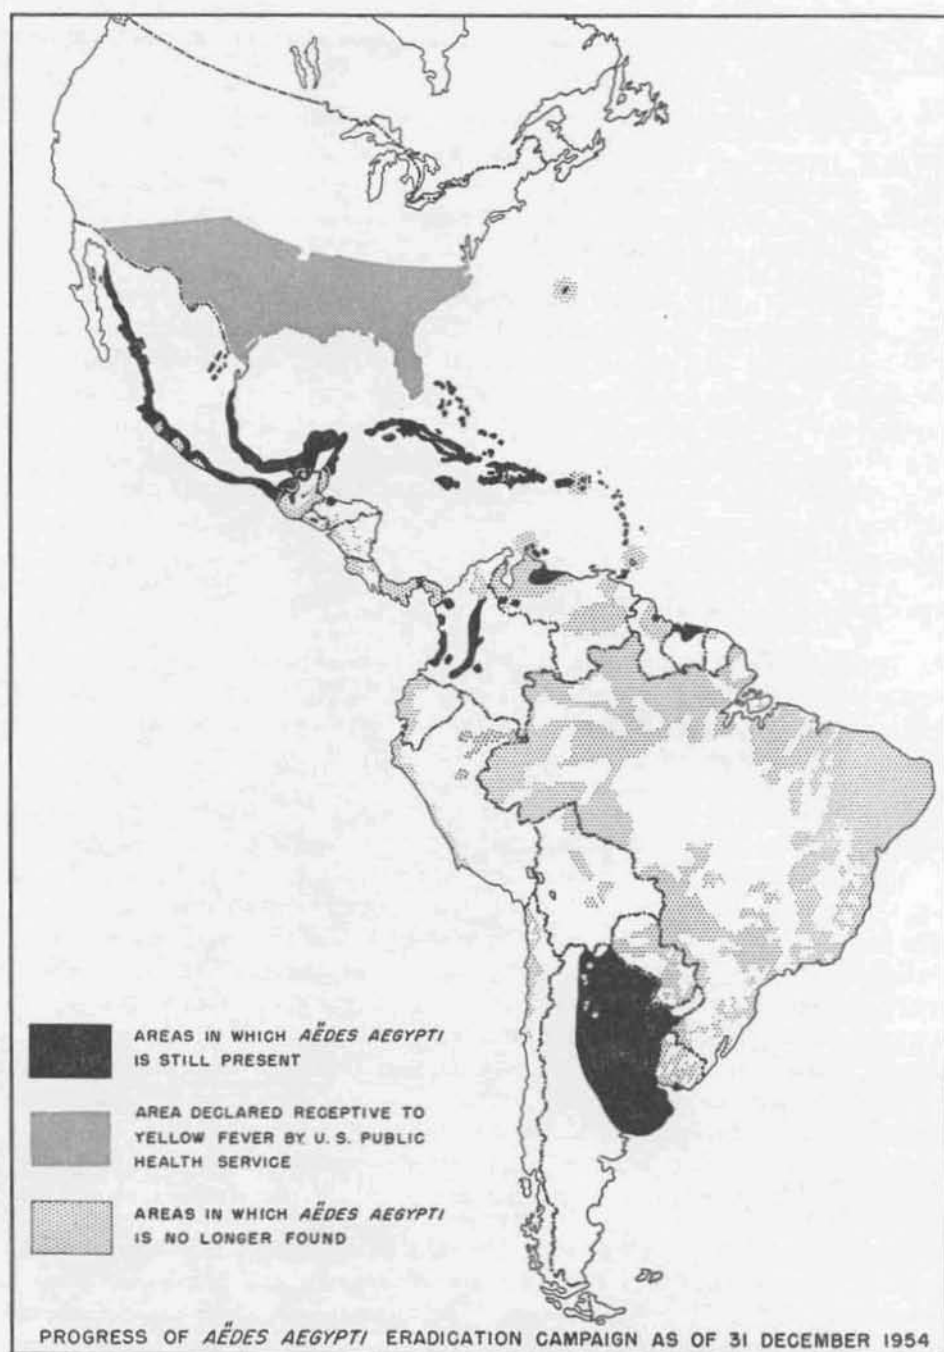 AREAS IN WHICH AËDES AEGYPTI
IS STILL PRESENT
AREA DECLARED RECEPTIVE TO
YELLOW FEVER BY U. S. PUBLIC
HEALTH SERVICE
AREAS IN WHICH AËDES AEGYPTI
IS NO LONGER FOUND
PROGRESS OF AËDES AEGYPTI ERADICATION CAMPAIGN AS OF 31 DECEMBER 1954